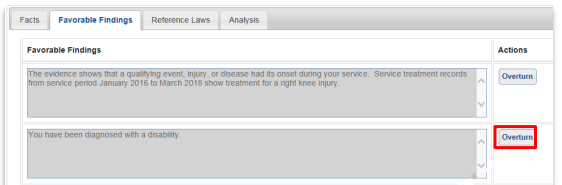 Facts Favorable Findings Reference Laws Analysis
Favorable Findings Actions
The evidence shows that a qualifying event, injury, or disease had its onset during your service. Service treatment records Overturn
from service period January 2016 to March 2018 show treatment for a right knee injury.
You have been diagnosed with a disability. Overturn